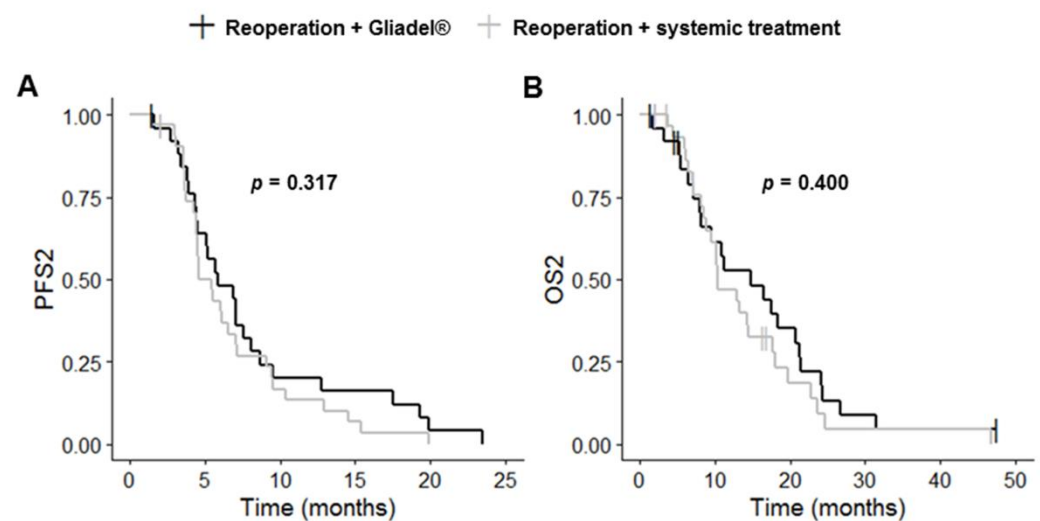 Reoperation + Gliadel® Reoperation + systemic treatment
A
B
1.00
0.75
0.50
0.25
0.00
PFS2
p = 0.317
0 5 10 15 20 25
Time (months)
1.00
0.75
0.50
0.25
0.00
OS2
p = 0.400
0 10 20 30 40 50
Time (months)